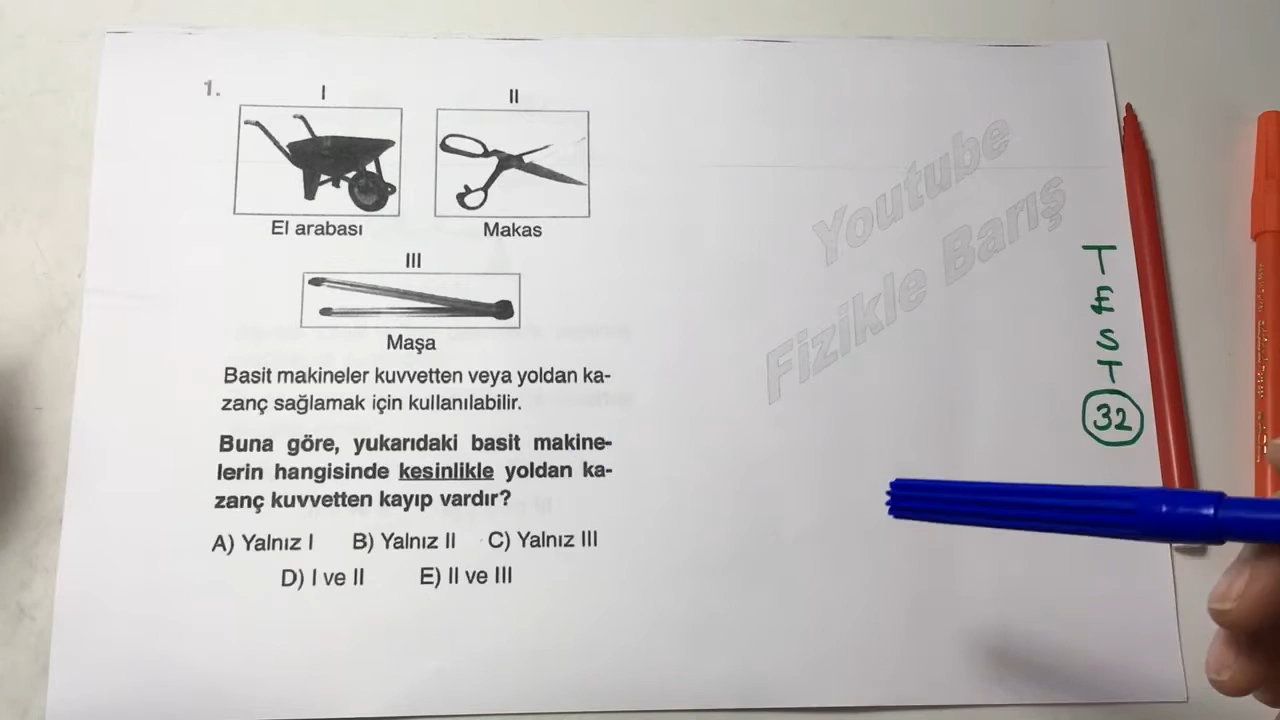 1.
I
II
El arabası
Makas
III
Maşa
Basit makineler kuvvetten veya yoldan ka-
zanç sağlamak için kullanılabilir.
Buna göre, yukarıdaki basit makine-
lerin hangisinde kesinlikle yoldan ka-
zanç kuvvetten kayıp vardır?
A) Yalnız I B) Yalnız II C) Yalnız III
D) I ve II E) II ve III
Youtube
Fizikle Barış
TEST
32